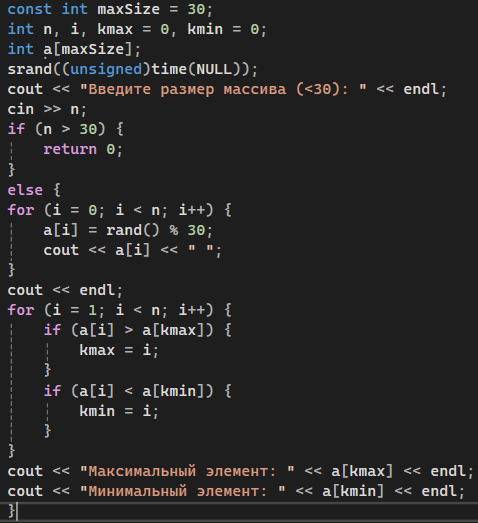 const int maxSize = 30;
int n, i, kmax = 0, kmin = 0;
int a[maxSize];
srand((unsigned)time(NULL));
cout << "Введите размер массива (<30): " << endl;
cin >> n;
if (n > 30) {
    return 0;
}
else {
for (i = 0; i < n; i++) {
    a[i] = rand() % 30;
    cout << a[i] << " ";
}
cout << endl;
for (i = 1; i < n; i++) {
    if (a[i] > a[kmax]) {
        kmax = i;
    }
    if (a[i] < a[kmin]) {
        kmin = i;
    }
}
cout << "Максимальный элемент: " << a[kmax] << endl;
cout << "Минимальный элемент: " << a[kmin] << endl;
}